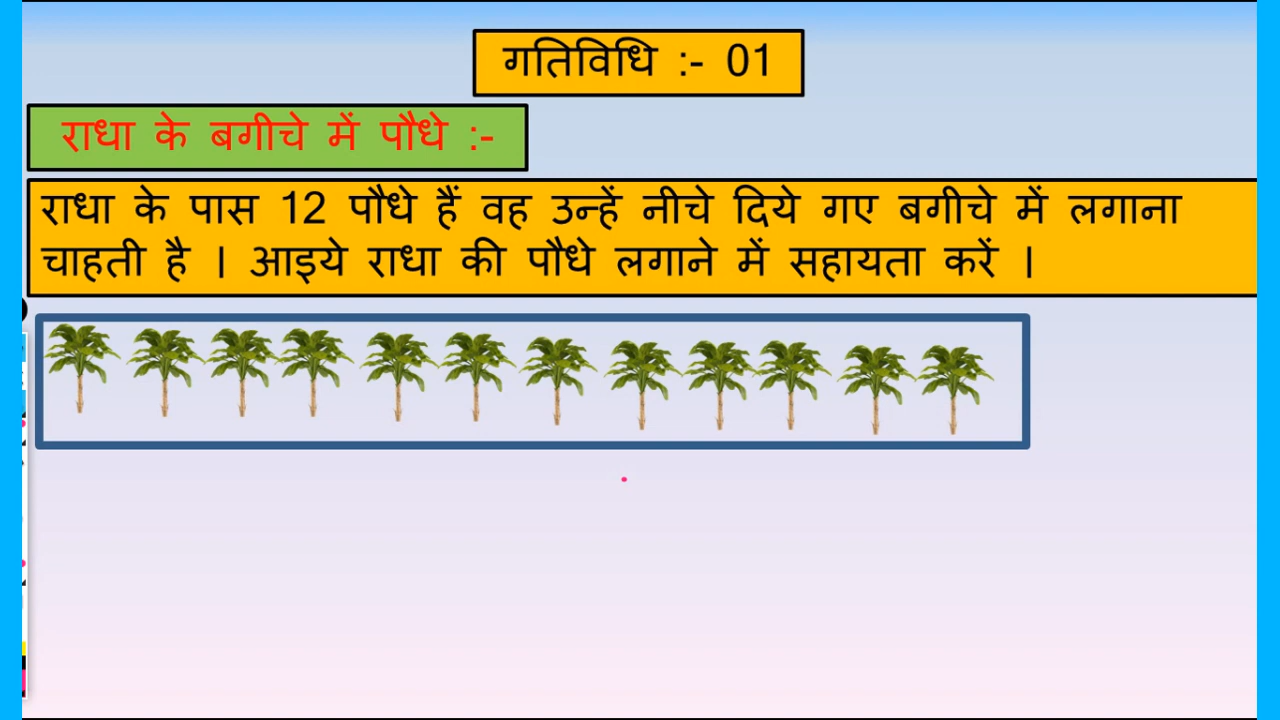 गतिविधि :- 01
राधा के बगीचे में पौधे :-
राधा के पास 12 पौधे हैं वह उन्हें नीचे दिये गए बगीचे में लगाना
चाहती है । आइये राधा की पौधे लगाने में सहायता करें ।